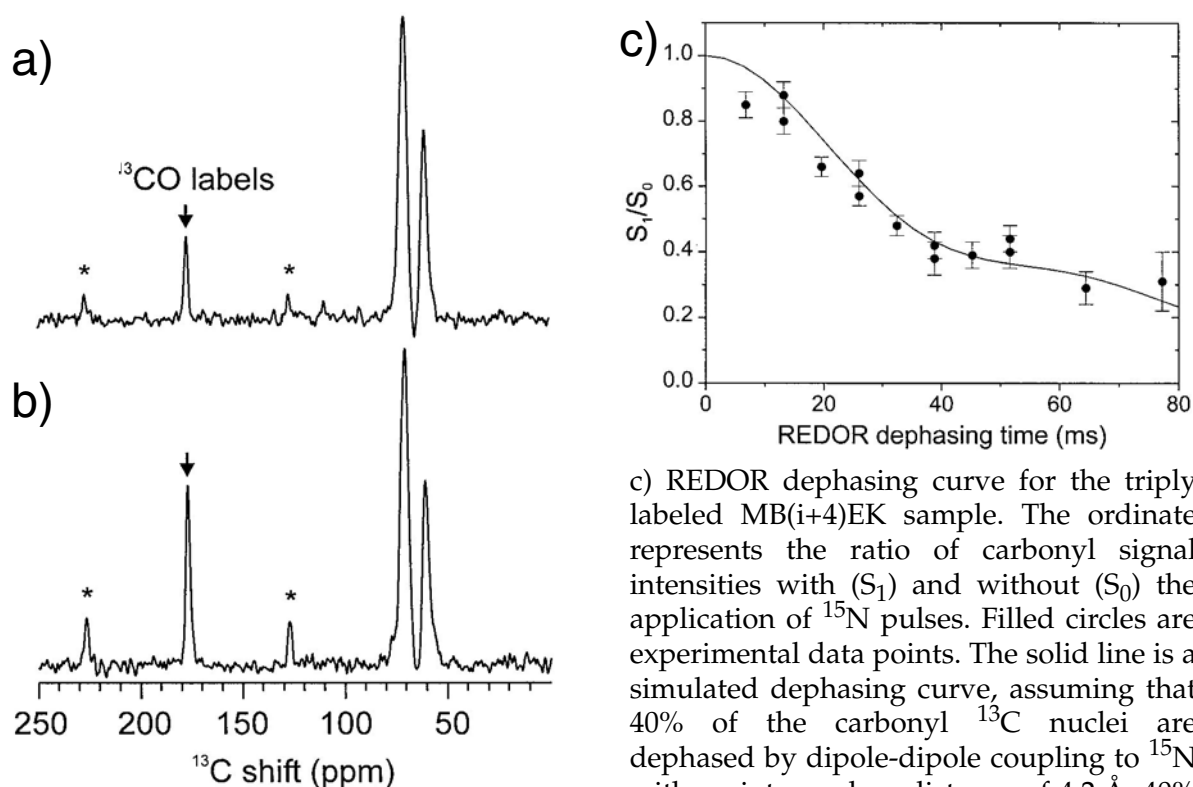 a)
¹³CO labels
*
*
b)
*
*
250 200 150 100 50
¹³C shift (ppm)
c)
1.0
0.8
0.6
0.4
0.2
0.0
S₁/S₀
0 20 40 60 80
REDOR dephasing time (ms)
c) REDOR dephasing curve for the triply
labeled MB(i+4)EK sample. The ordinate
represents the ratio of carbonyl signal
intensities with (S₁) and without (S₀) the
application of ¹⁵N pulses. Filled circles are
experimental data points. The solid line is a
simulated dephasing curve, assuming that
40% of the carbonyl ¹³C nuclei are
dephased by dipole-dipole coupling to ¹⁵N